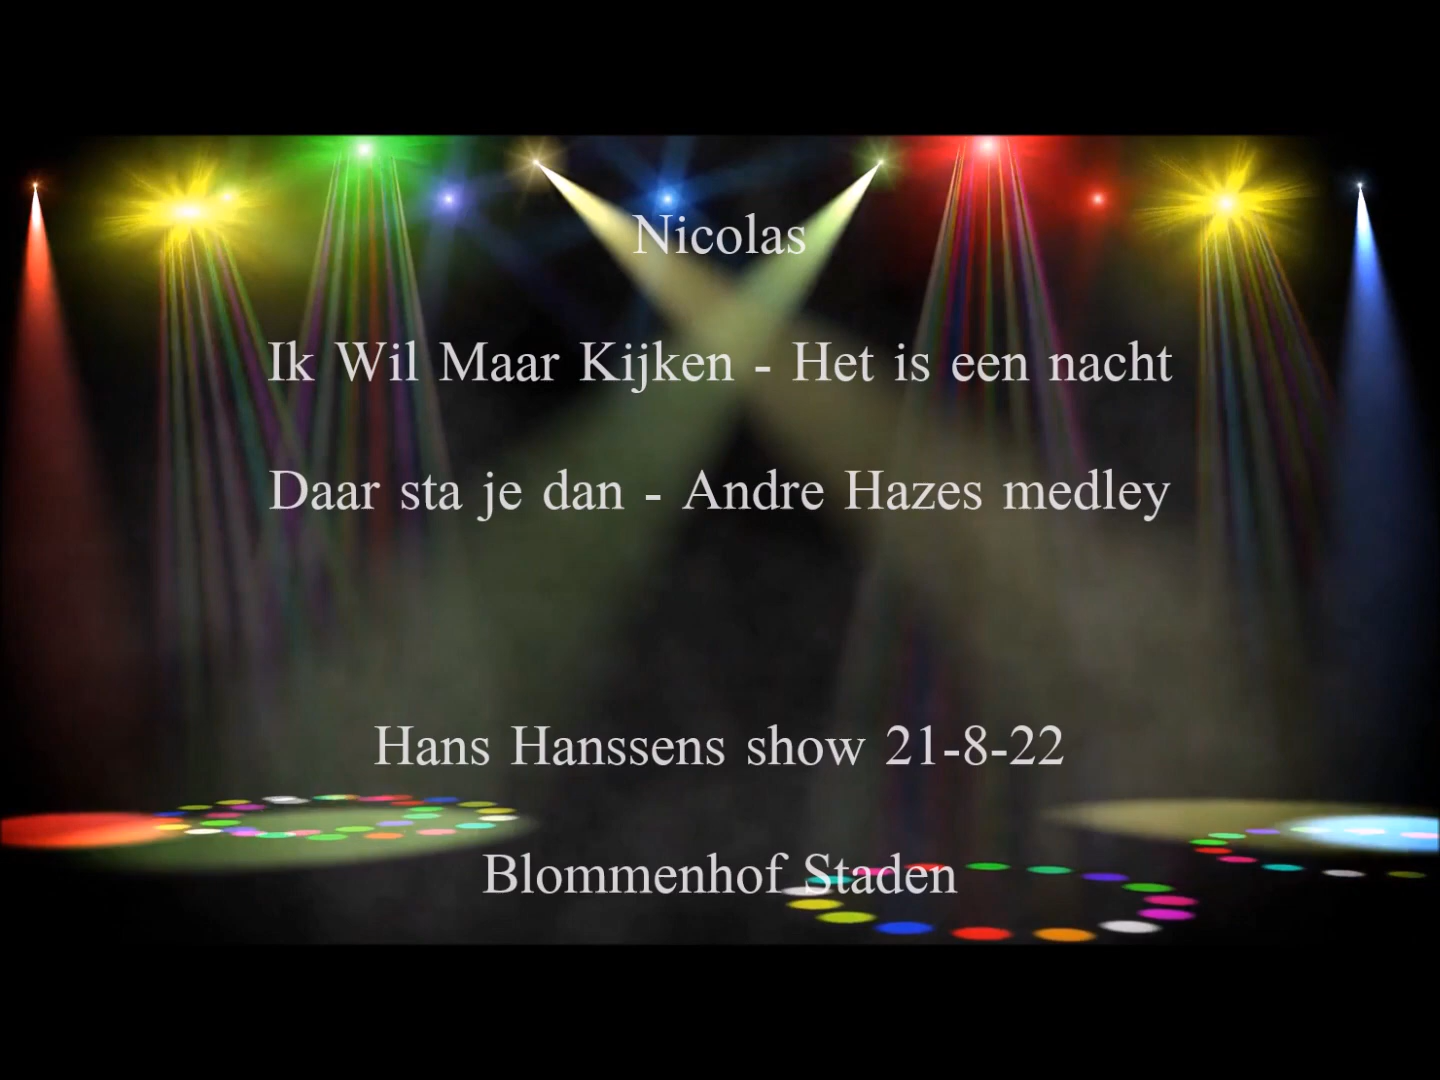 Nicolas
Ik Wil Maar Kijken - Het is een nacht
Daar sta je dan - Andre Hazes medley
Hans Hanssens show 21-8-22
Blommenhof Staden